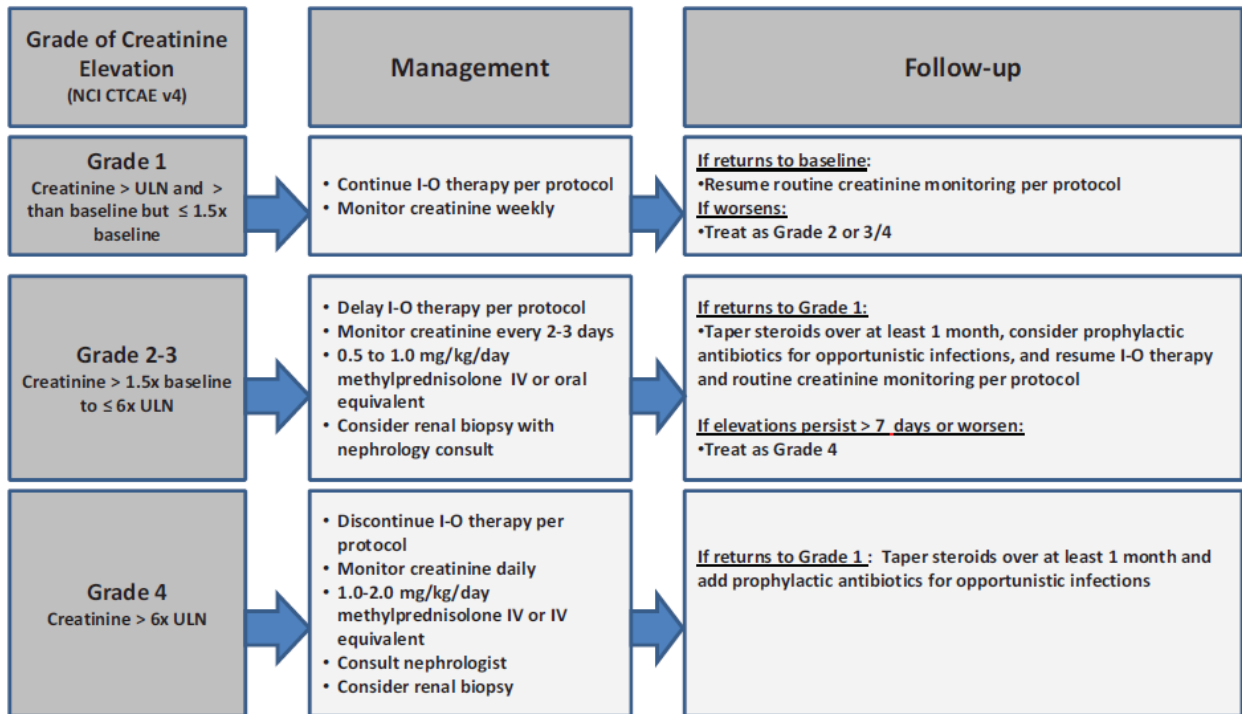 Grade of Creatinine
Elevation
(NCI CTCAE v4)
Management
Follow-up
Grade 1
Creatinine > ULN and >
than baseline but ≤ 1.5x
baseline
• Continue I-O therapy per protocol
• Monitor creatinine weekly
If returns to baseline:
•Resume routine creatinine monitoring per protocol
If worsens:
•Treat as Grade 2 or 3/4
Grade 2-3
Creatinine > 1.5x baseline
to ≤ 6x ULN
• Delay I-O therapy per protocol
• Monitor creatinine every 2-3 days
• 0.5 to 1.0 mg/kg/day
methylprednisolone IV or oral
equivalent
• Consider renal biopsy with
nephrology consult
If returns to Grade 1:
•Taper steroids over at least 1 month, consider prophylactic
antibiotics for opportunistic infections, and resume I-O therapy
and routine creatinine monitoring per protocol
If elevations persist > 7 days or worsen:
•Treat as Grade 4
Grade 4
Creatinine > 6x ULN
• Discontinue I-O therapy per
protocol
• Monitor creatinine daily
• 1.0-2.0 mg/kg/day
methylprednisolone IV or IV
equivalent
• Consult nephrologist
• Consider renal biopsy
If returns to Grade 1 : Taper steroids over at least 1 month and
add prophylactic antibiotics for opportunistic infections